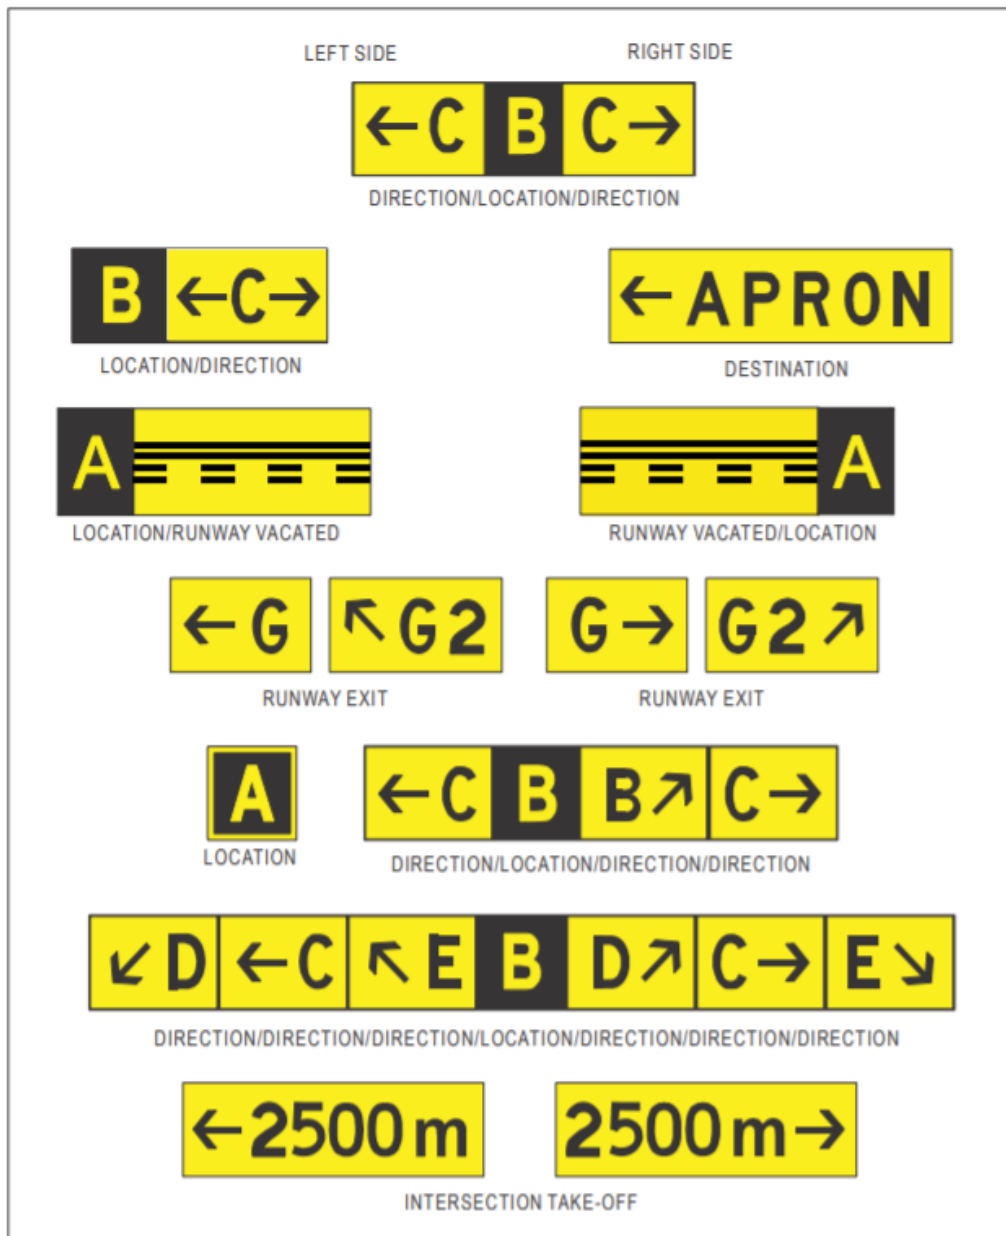 LEFT SIDE RIGHT SIDE
←C B C→
DIRECTION/LOCATION/DIRECTION
B ←C→ ←APRON
LOCATION/DIRECTION DESTINATION
A A
LOCATION/RUNWAY VACATED RUNWAY VACATED/LOCATION
←G ↖G2 G→ G2↗
RUNWAY EXIT RUNWAY EXIT
A ←C B B↗ C→
LOCATION DIRECTION/LOCATION/DIRECTION/DIRECTION
↙D ←C ↖E B D↗ C→ E↘
DIRECTION/DIRECTION/DIRECTION/LOCATION/DIRECTION/DIRECTION/DIRECTION
←2500m 2500m→
INTERSECTION TAKE-OFF